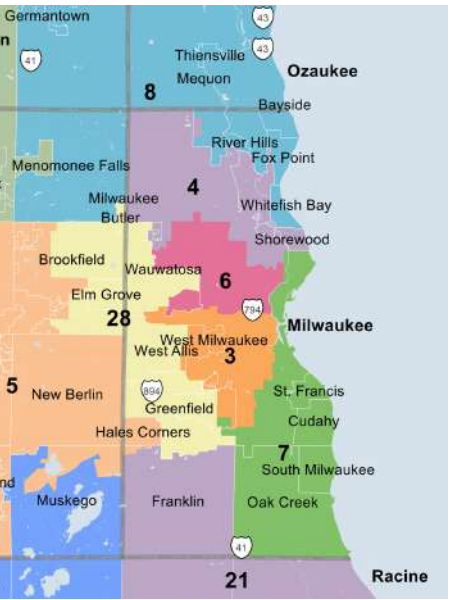 Germantown
43
n
41
Thiensville
43
Mequon
Ozaukee
8
Bayside
River Hills
Fox Point
Menomonee Falls
4
Milwaukee
Whitefish Bay
Butler
Shorewood
Brookfield
Wauwatosa
6
Elm Grove
794
28
Milwaukee
West Milwaukee
West Allis
3
5
New Berlin
894
St. Francis
Greenfield
Cudahy
Hales Corners
7
South Milwaukee
nd
Muskego
Franklin
Oak Creek
41
21
Racine